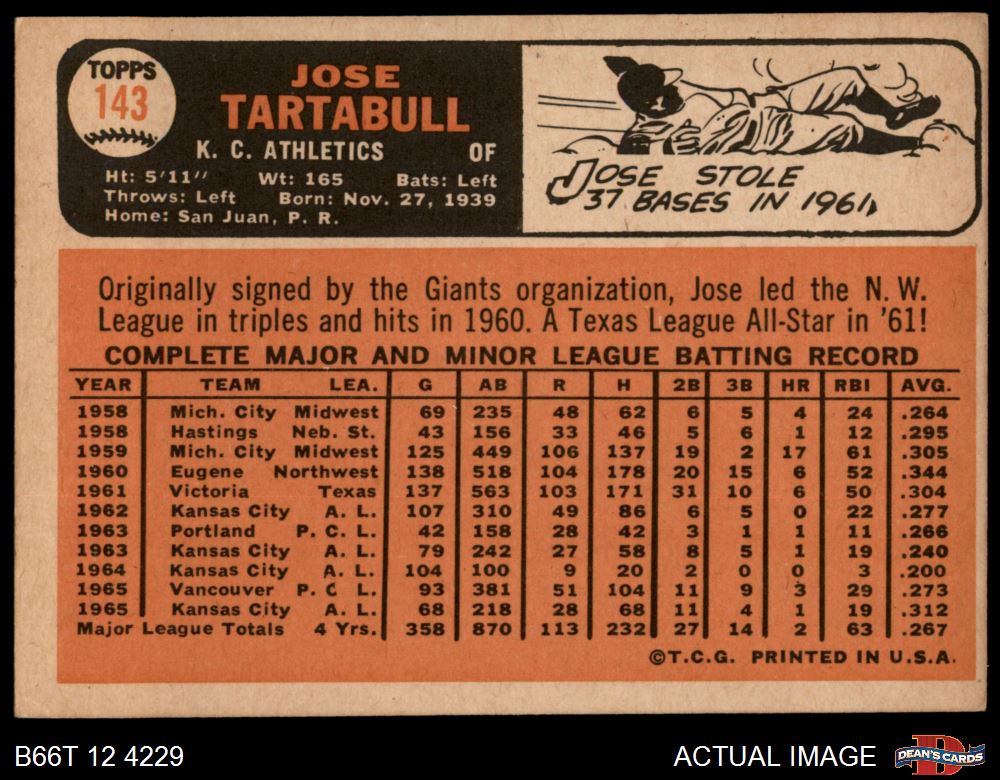 TOPPS
143
JOSE
TARTABULL
K. C. ATHLETICS OF
Ht: 5'11" Wt: 165 Bats: Left
Throws: Left Born: Nov. 27, 1939
Home: San Juan, P. R.
JOSE STOLE
37 BASES IN 1961,
Originally signed by the Giants organization, Jose led the N. W.
League in triples and hits in 1960. A Texas League All-Star in '61!
COMPLETE MAJOR AND MINOR LEAGUE BATTING RECORD
YEAR TEAM LEA. G AB R H 2B 3B HR RBI AVG.
1958 Mich. City Midwest 69 235 48 62 6 5 4 24 .264
1958 Hastings Neb. St. 43 156 33 46 5 6 1 12 .295
1959 Mich. City Midwest 125 449 106 137 19 2 17 61 .305
1960 Eugene Northwest 138 518 104 178 20 15 6 52 .344
1961 Victoria Texas 137 563 103 171 31 10 6 50 .304
1962 Kansas City A. L. 107 310 49 86 6 5 0 22 .277
1963 Portland P. C. L. 42 158 28 42 3 1 1 11 .266
1963 Kansas City A. L. 79 242 27 58 8 5 1 19 .240
1964 Kansas City A. L. 104 100 9 20 2 0 0 3 .200
1965 Vancouver P. C L. 93 381 51 104 11 9 3 29 .273
1965 Kansas City A. L. 68 218 28 68 11 4 1 19 .312
Major League Totals 4 Yrs. 358 870 113 232 27 14 2 63 .267
©T.C.G. PRINTED IN U.S.A.
B66T 12 4229
ACTUAL IMAGE
DEAN'S CARDS